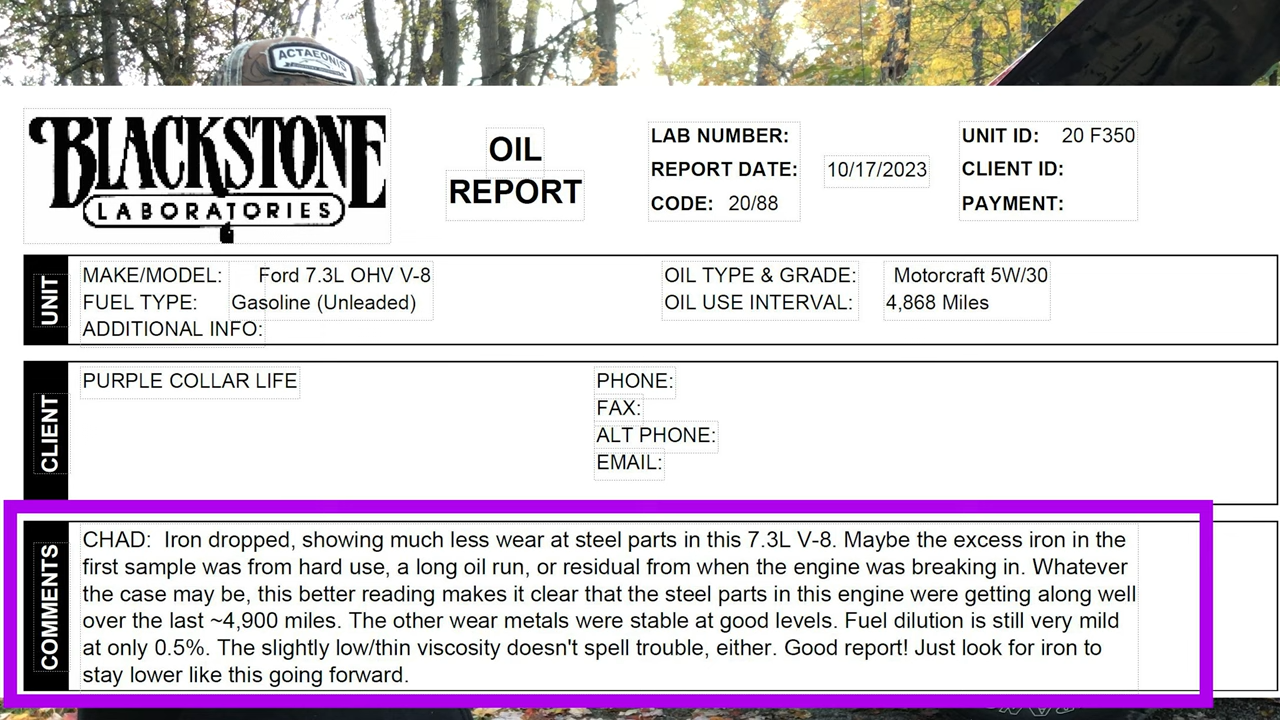 ACTAEONIS
BLACKSTONE
LABORATORIES
OIL
REPORT
LAB NUMBER:
REPORT DATE: 10/17/2023
CODE: 20/88
UNIT ID: 20 F350
CLIENT ID:
PAYMENT:
UNIT
MAKE/MODEL: Ford 7.3L OHV V-8
FUEL TYPE: Gasoline (Unleaded)
ADDITIONAL INFO:
OIL TYPE & GRADE: Motorcraft 5W/30
OIL USE INTERVAL: 4,868 Miles
CLIENT
PURPLE COLLAR LIFE
PHONE:
FAX:
ALT PHONE:
EMAIL:
COMMENTS
CHAD: Iron dropped, showing much less wear at steel parts in this 7.3L V-8. Maybe the excess iron in the
first sample was from hard use, a long oil run, or residual from when the engine was breaking in. Whatever
the case may be, this better reading makes it clear that the steel parts in this engine were getting along well
over the last ~4,900 miles. The other wear metals were stable at good levels. Fuel dilution is still very mild
at only 0.5%. The slightly low/thin viscosity doesn't spell trouble, either. Good report! Just look for iron to
stay lower like this going forward.